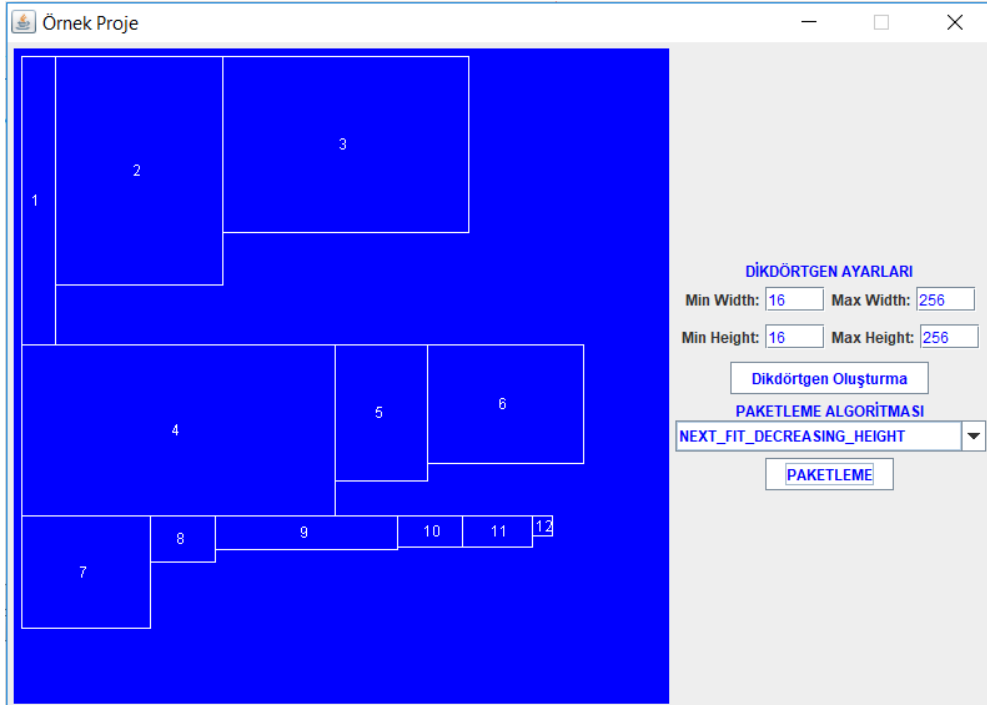 Örnek Proje
1
2
3
4
5
6
7
8
9
10
11
12
DİKDÖRTGEN AYARLARI
Min Width: 16 Max Width: 256
Min Height: 16 Max Height: 256
Dikdörtgen Oluşturma
PAKETLEME ALGORİTMASI
NEXT_FIT_DECREASING_HEIGHT
PAKETLEME